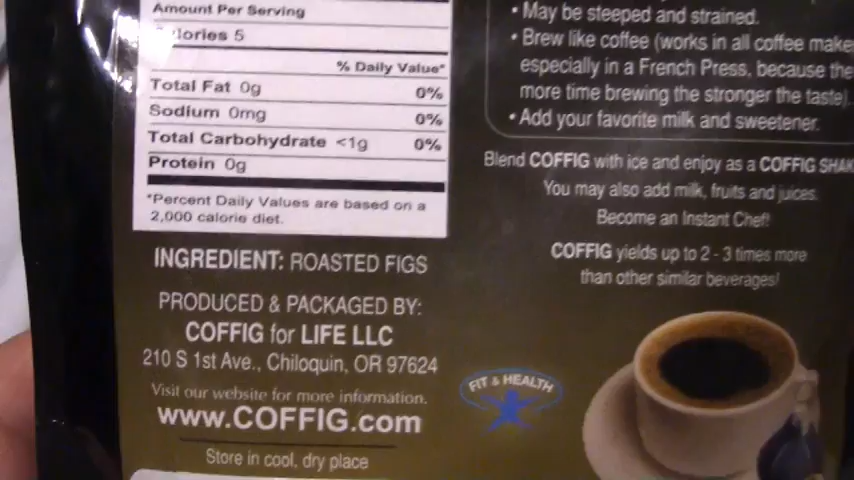 Amount Per Serving
Calories 5
% Daily Value*
Total Fat 0g 0%
Sodium 0mg 0%
Total Carbohydrate <1g 0%
Protein 0g
*Percent Daily Values are based on a
2,000 calorie diet.
INGREDIENT: ROASTED FIGS
PRODUCED & PACKAGED BY:
COFFIG for LIFE LLC
210 S 1st Ave., Chiloquin, OR 97624
Visit our website for more information.
www.COFFIG.com
Store in cool, dry place
• May be steeped and strained.
• Brew like coffee (works in all coffee make
especially in a French Press, because the
more time brewing the stronger the taste).
• Add your favorite milk and sweetener.
Blend COFFIG with ice and enjoy as a COFFIG SHAK
You may also add milk, fruits and juices.
Become an Instant Chef!
COFFIG yields up to 2 - 3 times more
than other similar beverages!
FIT & HEALTH